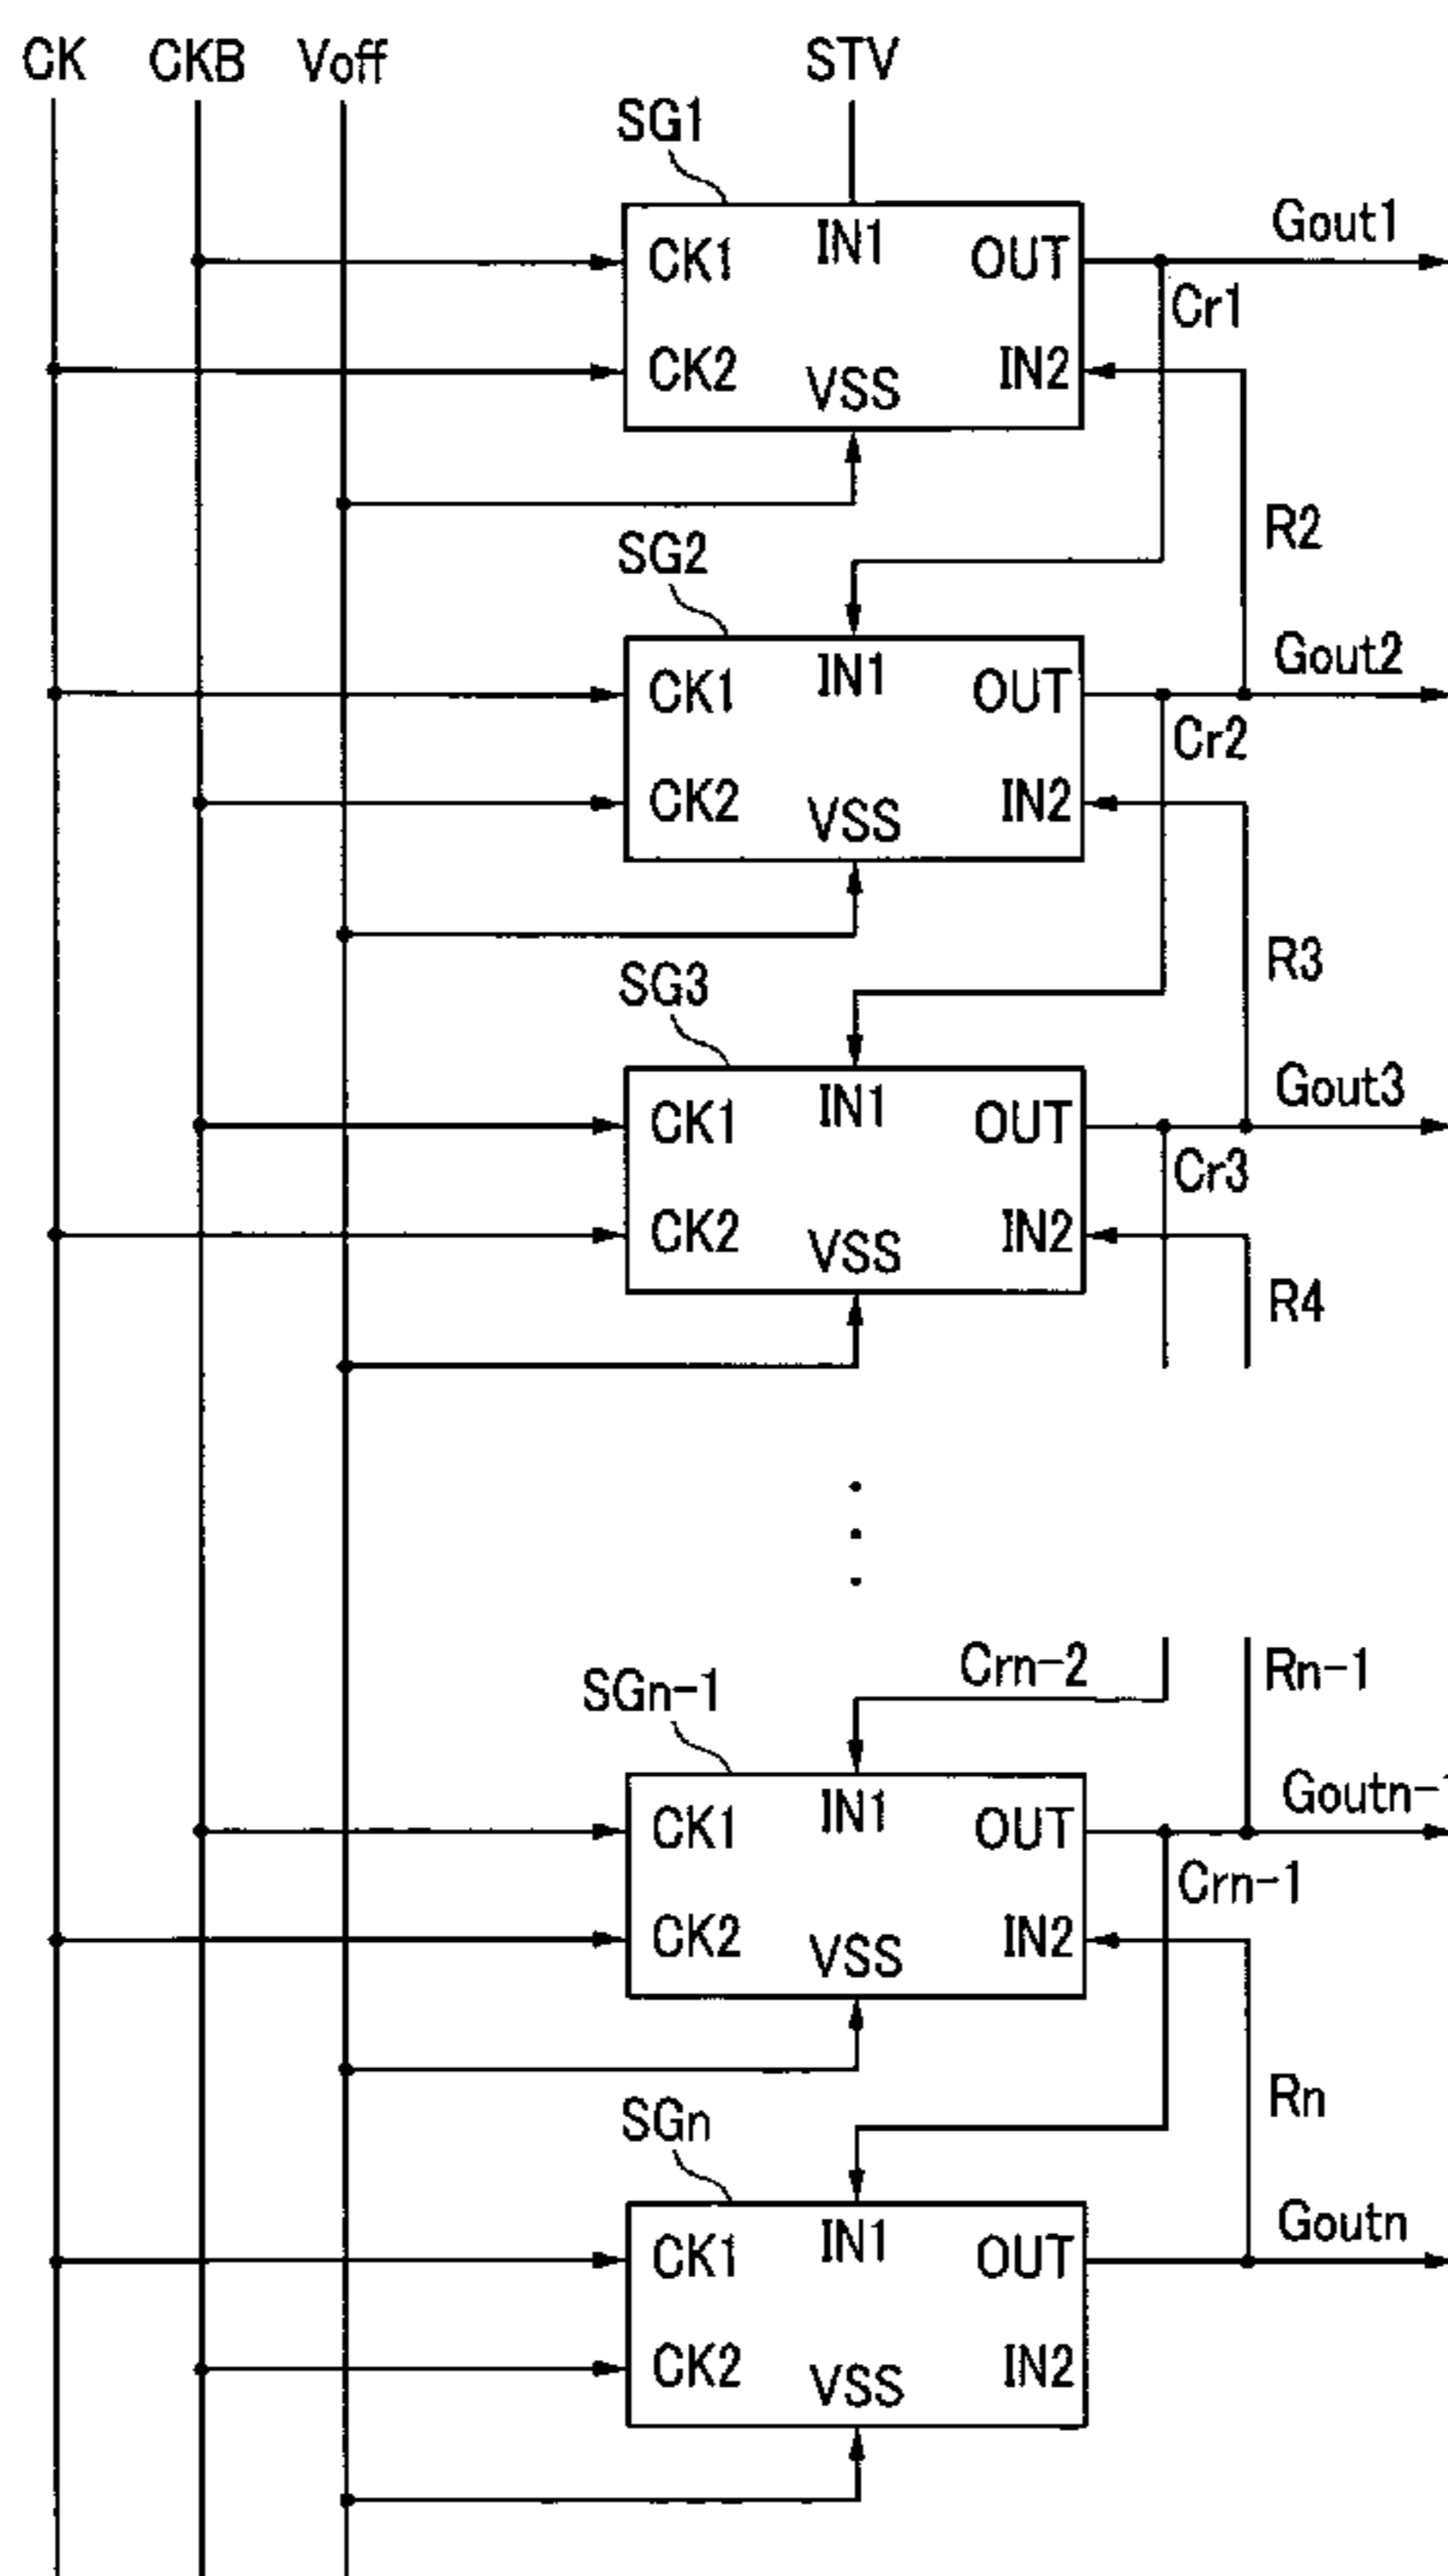 CK CKB Voff STV
SG1
CK1 IN1 OUT Gout1
Cr1
CK2 VSS IN2
R2
SG2
CK1 IN1 OUT Gout2
Cr2
CK2 VSS IN2
R3
SG3
CK1 IN1 OUT Gout3
Cr3
CK2 VSS IN2
R4
Crn-2 Rn-1
SGn-1
CK1 IN1 OUT Goutn-1
Crn-1
CK2 VSS IN2
Rn
SGn
CK1 IN1 OUT Goutn
CK2 VSS IN2